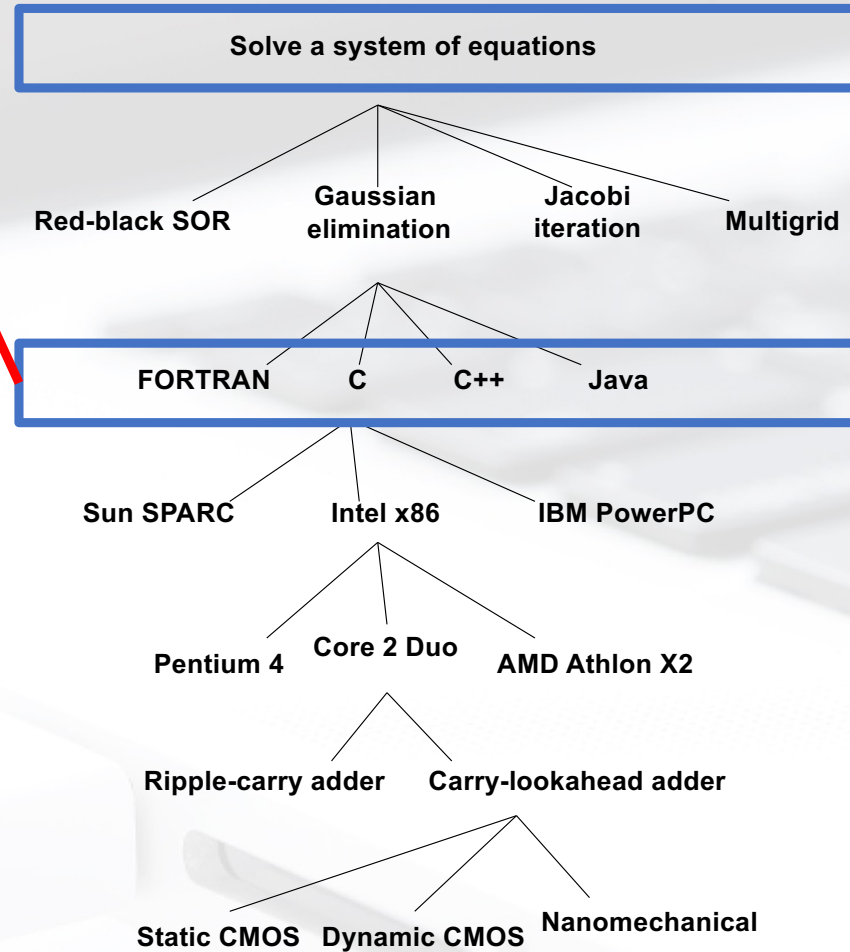 Solve a system of equations
Red-black SOR
Gaussian
elimination
Jacobi
iteration
Multigrid
FORTRAN C C++ Java
Sun SPARC Intel x86 IBM PowerPC
Pentium 4 Core 2 Duo AMD Athlon X2
Ripple-carry adder Carry-lookahead adder
Static CMOS Dynamic CMOS Nanomechanical